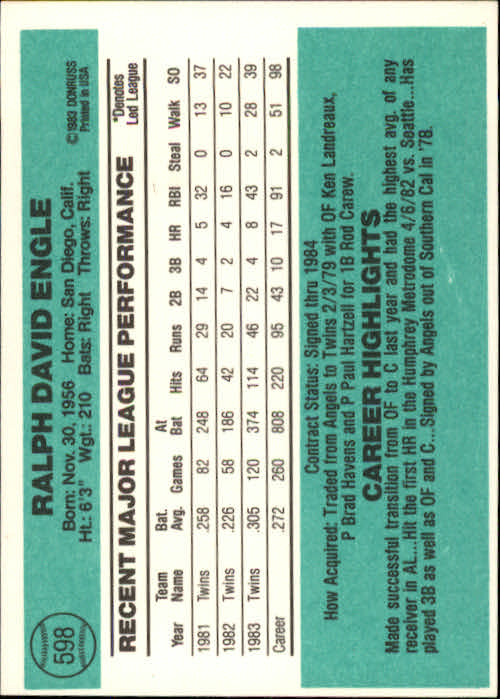 598
RALPH DAVID ENGLE
Born: Nov. 30, 1956 Home: San Diego, Calif.
Ht.: 6'3" Wgt.: 210 Bats: Right Throws: Right
©1983 DONRUSS
Printed in USA
RECENT MAJOR LEAGUE PERFORMANCE
*Denotes
Led League
Team Bat. At
Year Name Avg. Games Bat Hits Runs 2B 3B HR RBI Steal Walk SO
1981 Twins .258 82 248 64 29 14 4 5 32 0 13 37
1982 Twins .226 58 186 42 20 7 2 4 16 0 10 22
1983 Twins .305 120 374 114 46 22 4 8 43 2 28 39
Career .272 260 808 220 95 43 10 17 91 2 51 98
Contract Status: Signed thru 1984
How Acquired: Traded from Angels to Twins 2/3/79 with OF Ken Landreaux,
P Brad Havens and P Paul Hartzell for 1B Rod Carew.
CAREER HIGHLIGHTS
Made successful transition from OF to C last year and had the highest avg. of any
receiver in AL...Hit the first HR in the Humphrey Metrodome 4/6/82 vs. Seattle...Has
played 3B as well as OF and C...Signed by Angels out of Southern Cal in '78.